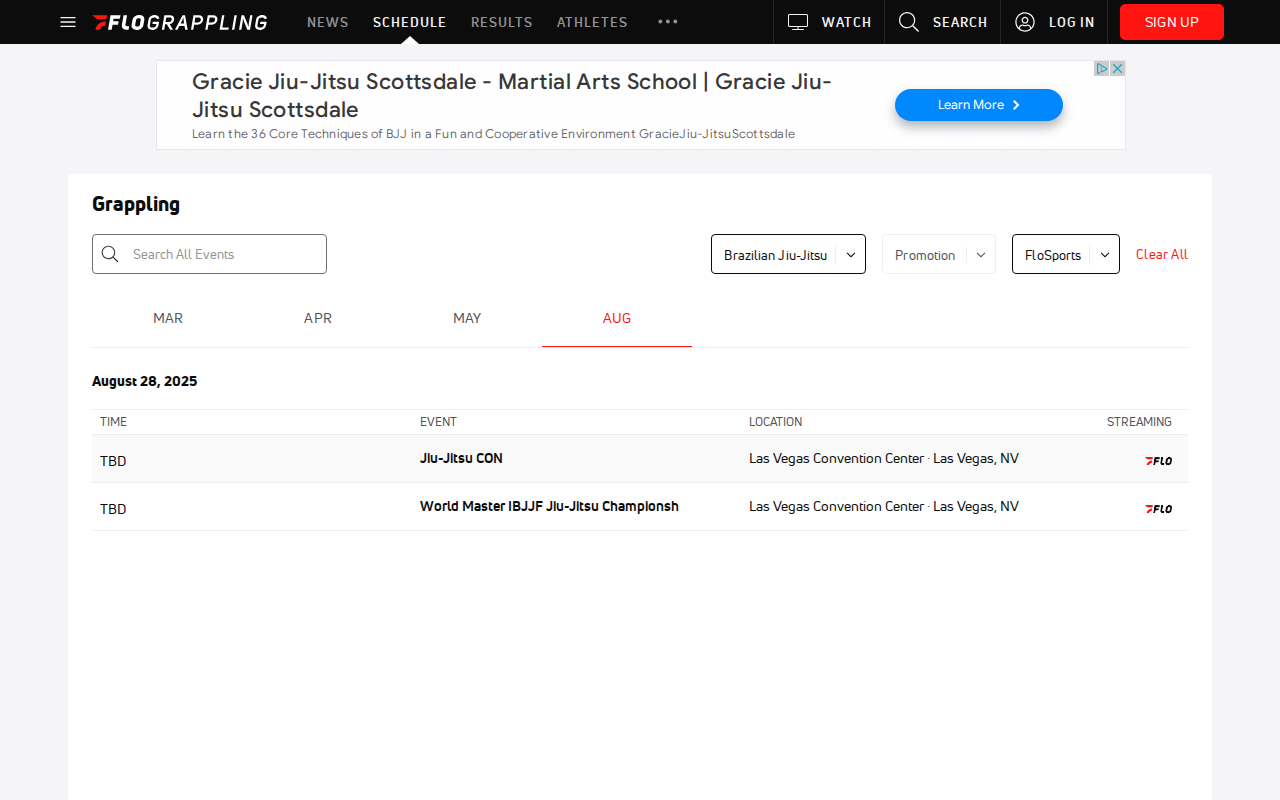 FLOGRAPPLING NEWS SCHEDULE RESULTS ATHLETES ••• WATCH SEARCH LOG IN SIGN UP
Gracie Jiu-Jitsu Scottsdale - Martial Arts School | Gracie Jiu-
Jitsu Scottsdale
Learn the 36 Core Techniques of BJJ in a Fun and Cooperative Environment GracieJiu-JitsuScottsdale
Learn More
Grappling
Search All Events
Brazilian Jiu-Jitsu
Promotion
FloSports
Clear All
MAR APR MAY AUG
August 28, 2025
TIME EVENT LOCATION STREAMING
TBD Jiu-Jitsu CON Las Vegas Convention Center · Las Vegas, NV FLO
TBD World Master IBJJF Jiu-Jitsu Championsh Las Vegas Convention Center · Las Vegas, NV FLO